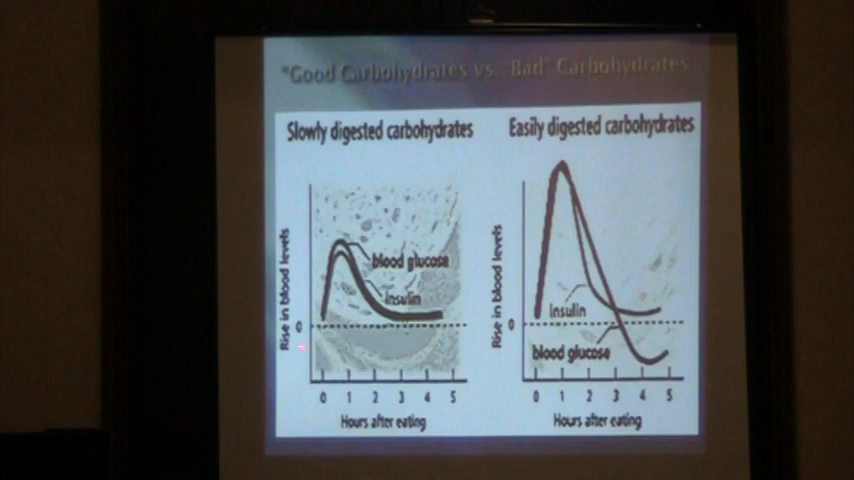 "Good Carbohydrates vs. "Bad" Carbohydrates
Slowly digested carbohydrates
Rise in blood levels
blood glucose
insulin
0
0 1 2 3 4 5
Hours after eating
Easily digested carbohydrates
Rise in blood levels
insulin
0
blood glucose
0 1 2 3 4 5
Hours after eating